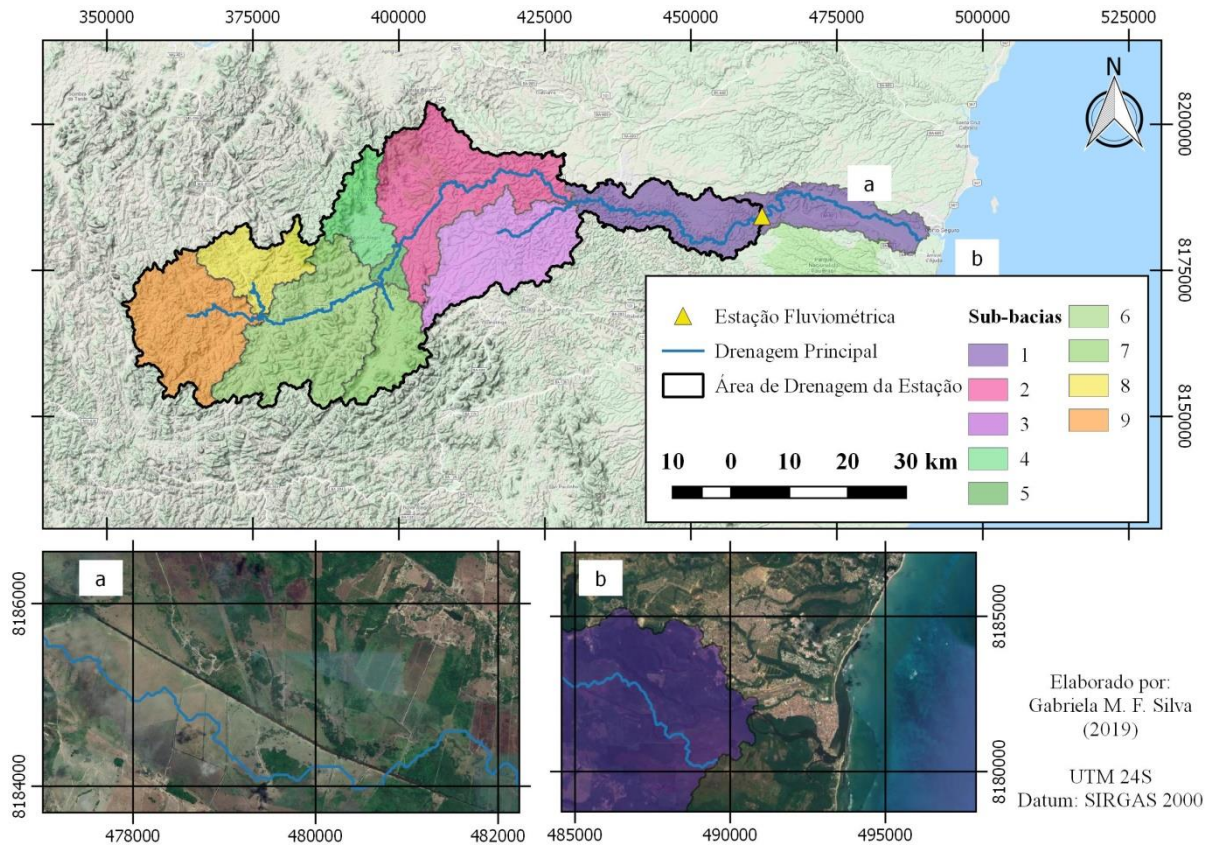 350000 375000 400000 425000 450000 475000 500000 525000
8200000
8175000
8150000
N
a
b
Estação Fluviométrica
Drenagem Principal
Área de Drenagem da Estação
10 0 10 20 30 km
Sub-bacias
1
2
3
4
5
6
7
8
9
a
8186000
8184000
478000 480000 482000
b
8185000
8180000
485000 490000 495000
Elaborado por:
Gabriela M. F. Silva
(2019)
UTM 24S
Datum: SIRGAS 2000